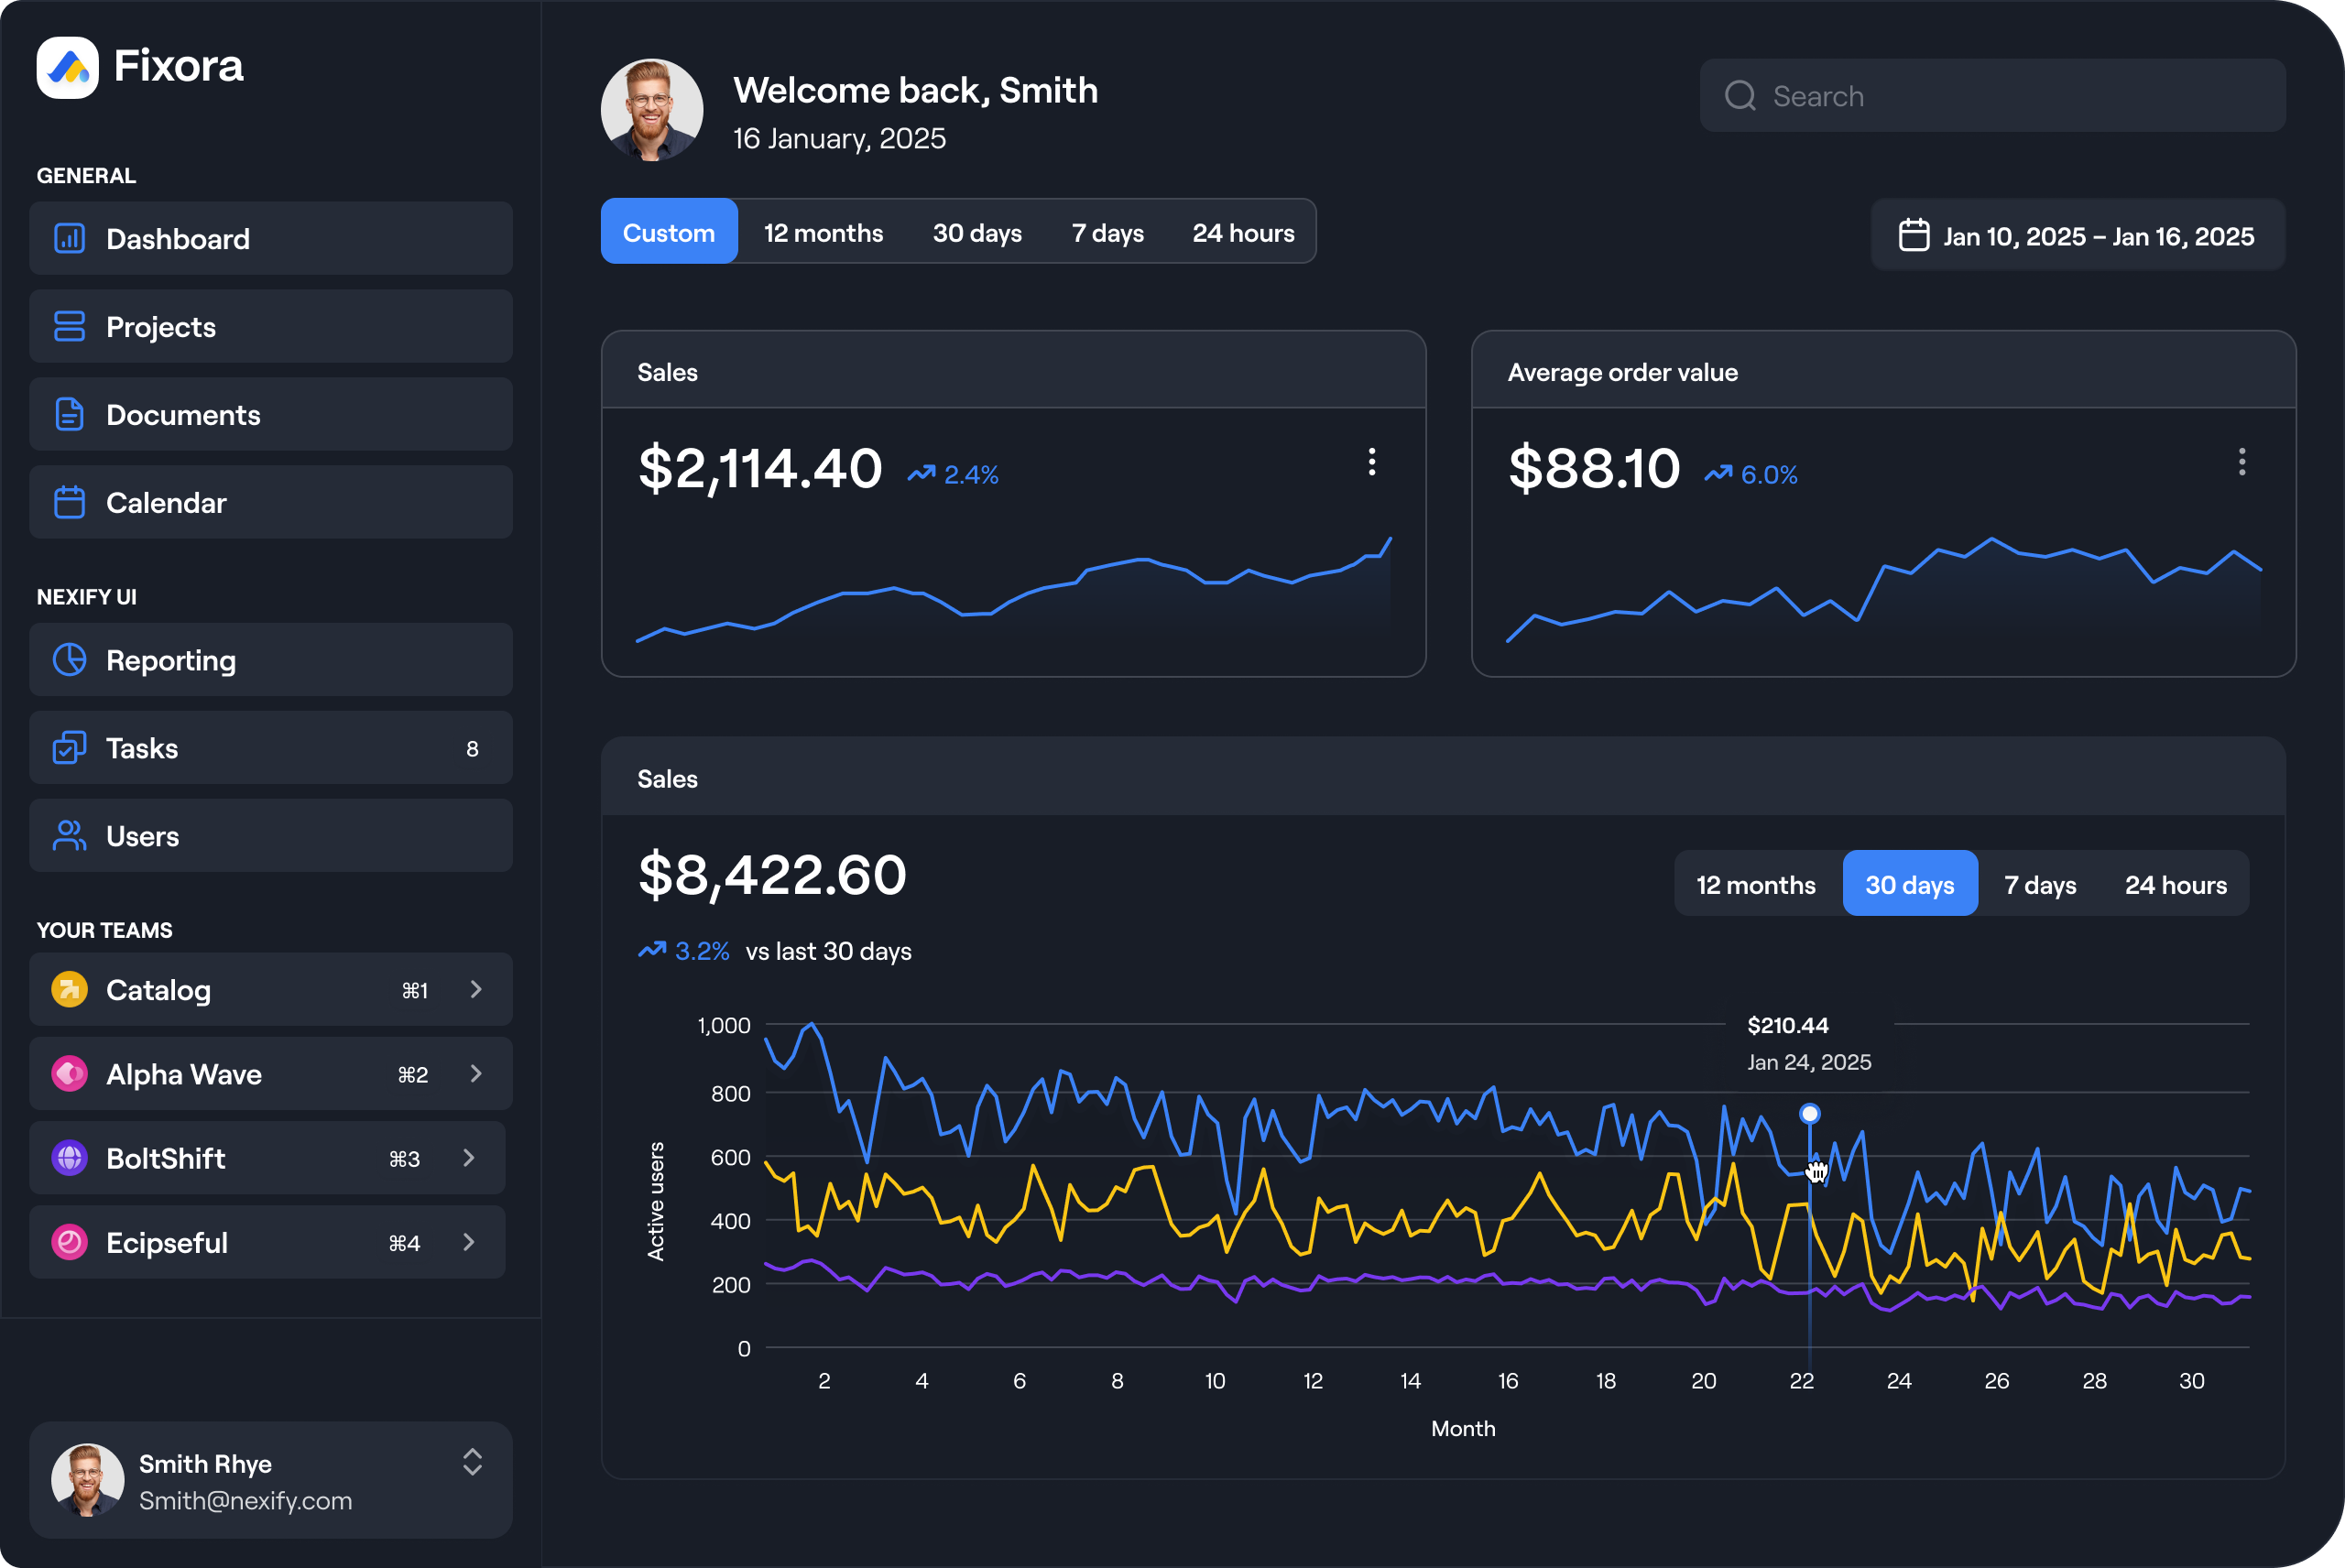 Fixora
GENERAL
Dashboard
Projects
Documents
Calendar
NEXIFY UI
Reporting
Tasks 8
Users
YOUR TEAMS
Catalog ⌘1
Alpha Wave ⌘2
BoltShift ⌘3
Ecipseful ⌘4
Smith Rhye
Smith@nexify.com
Welcome back, Smith
16 January, 2025
Search
Custom 12 months 30 days 7 days 24 hours
Jan 10, 2025 – Jan 16, 2025
Sales
$2,114.40 2.4%
Average order value
$88.10 6.0%
Sales
$8,422.60
12 months 30 days 7 days 24 hours
3.2% vs last 30 days
$210.44
Jan 24, 2025
Active users
1,000
800
600
400
200
0
2 4 6 8 10 12 14 16 18 20 22 24 26 28 30
Month